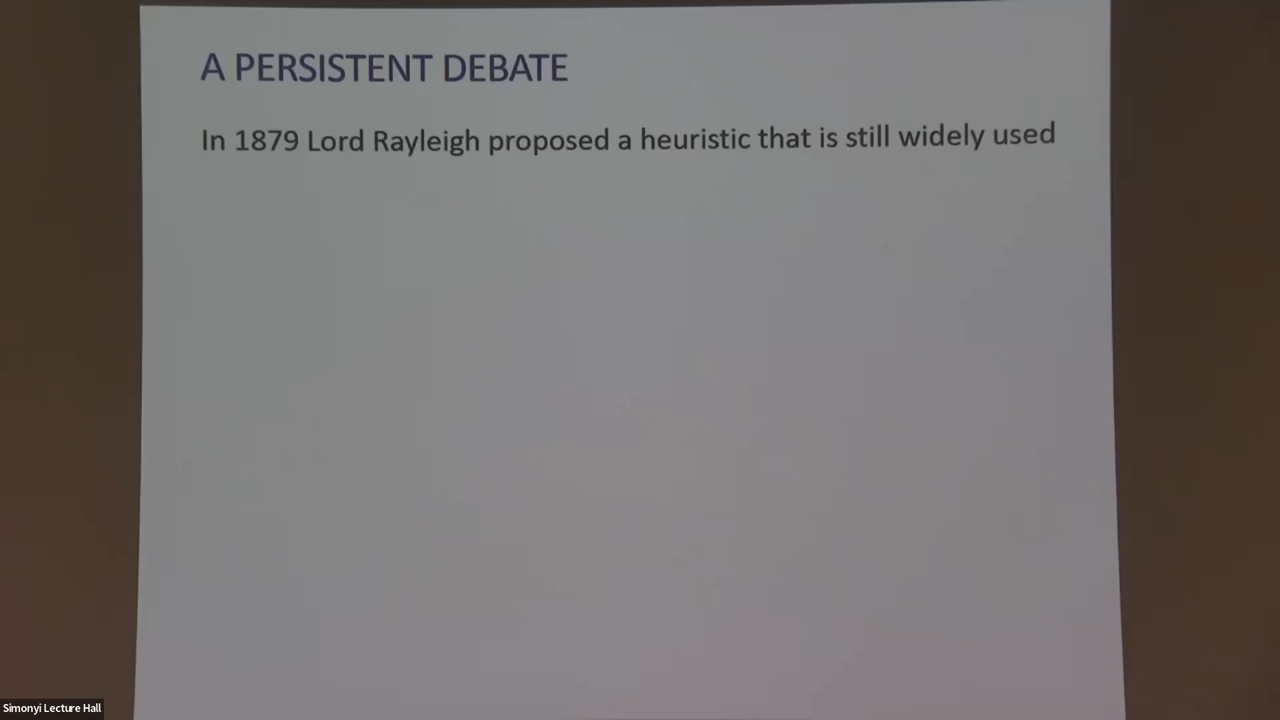 A PERSISTENT DEBATE
In 1879 Lord Rayleigh proposed a heuristic that is still widely used
Simonyi Lecture Hall